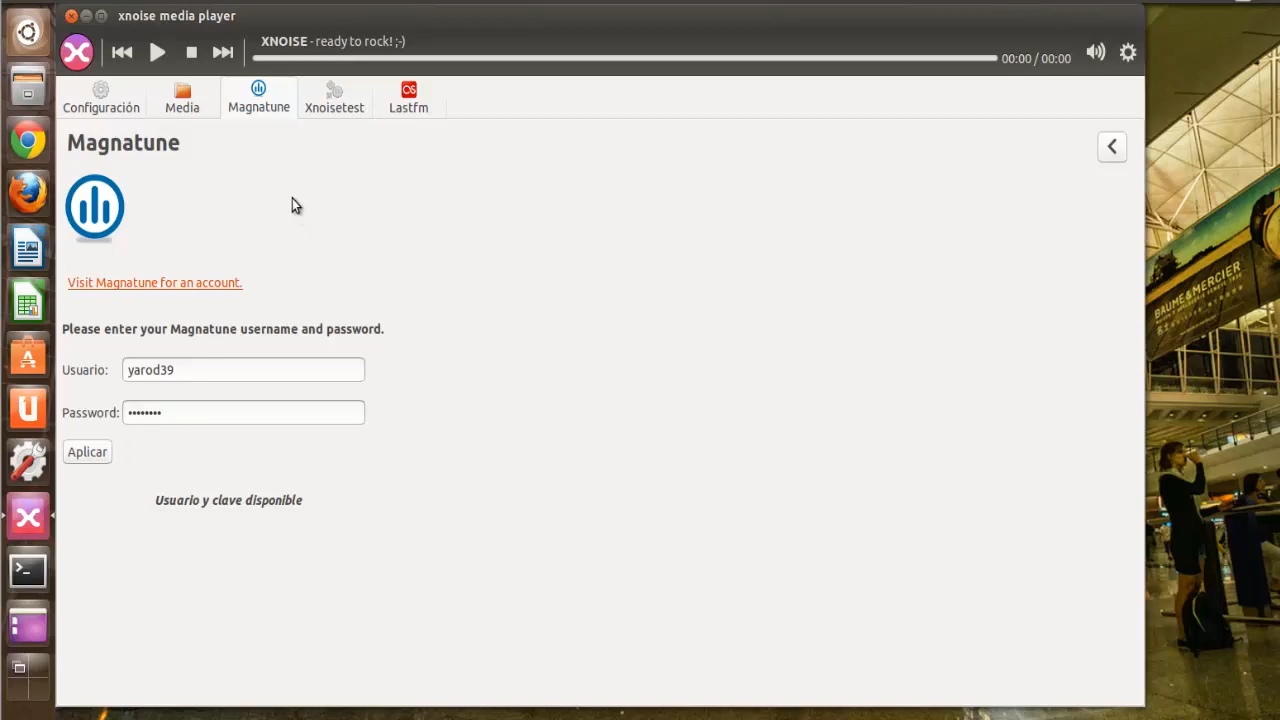 xnoise media player
XNOISE - ready to rock! ;-)
00:00 / 00:00
Configuración
Media
Magnatune
Xnoisetest
Lastfm
Magnatune
Visit Magnatune for an account.
Please enter your Magnatune username and password.
Usuario: yarod39
Password: ••••••••
Aplicar
Usuario y clave disponible
BAUME & MERCIER